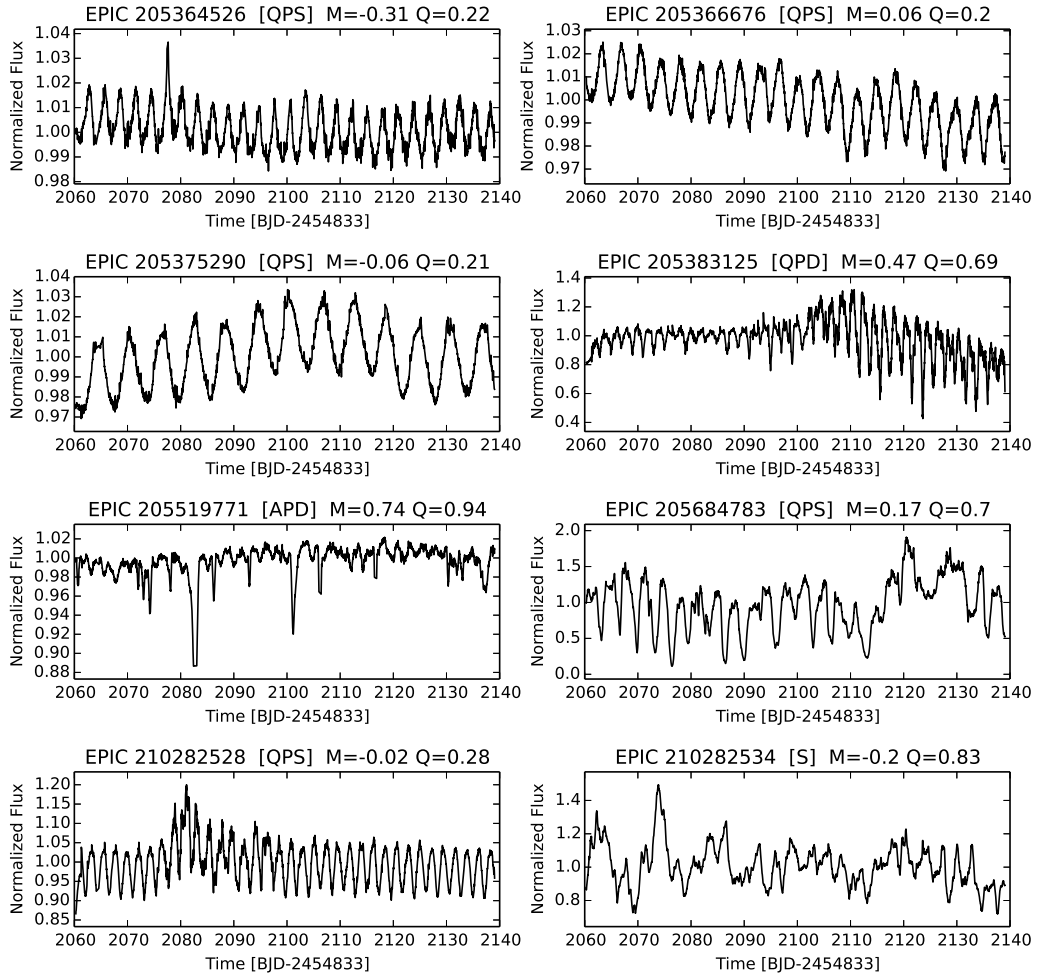 EPIC 205364526 [QPS] M=-0.31 Q=0.22
Normalized Flux
1.04
1.03
1.02
1.01
1.00
0.99
0.98
2060 2070 2080 2090 2100 2110 2120 2130 2140
Time [BJD-2454833]
EPIC 205366676 [QPS] M=0.06 Q=0.2
Normalized Flux
1.03
1.02
1.01
1.00
0.99
0.98
0.97
2060 2070 2080 2090 2100 2110 2120 2130 2140
Time [BJD-2454833]
EPIC 205375290 [QPS] M=-0.06 Q=0.21
Normalized Flux
1.04
1.03
1.02
1.01
1.00
0.99
0.98
0.97
2060 2070 2080 2090 2100 2110 2120 2130 2140
Time [BJD-2454833]
EPIC 205383125 [QPD] M=0.47 Q=0.69
Normalized Flux
1.4
1.2
1.0
0.8
0.6
0.4
2060 2070 2080 2090 2100 2110 2120 2130 2140
Time [BJD-2454833]
EPIC 205519771 [APD] M=0.74 Q=0.94
Normalized Flux
1.02
1.00
0.98
0.96
0.94
0.92
0.90
0.88
2060 2070 2080 2090 2100 2110 2120 2130 2140
Time [BJD-2454833]
EPIC 205684783 [QPS] M=0.17 Q=0.7
Normalized Flux
2.0
1.5
1.0
0.5
0.0
2060 2070 2080 2090 2100 2110 2120 2130 2140
Time [BJD-2454833]
EPIC 210282528 [QPS] M=-0.02 Q=0.28
Normalized Flux
1.20
1.15
1.10
1.05
1.00
0.95
0.90
0.85
2060 2070 2080 2090 2100 2110 2120 2130 2140
Time [BJD-2454833]
EPIC 210282534 [S] M=-0.2 Q=0.83
Normalized Flux
1.4
1.2
1.0
0.8
2060 2070 2080 2090 2100 2110 2120 2130 2140
Time [BJD-2454833]